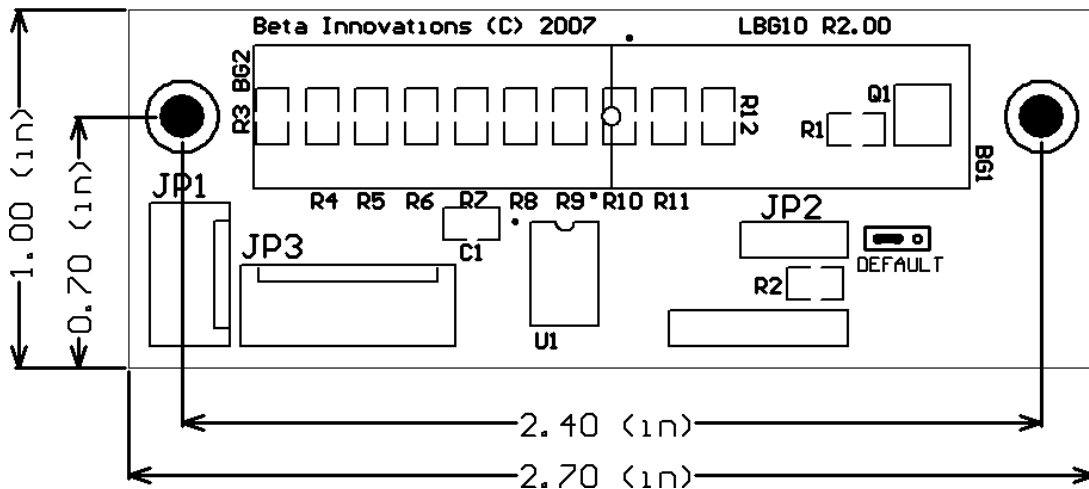 Beta Innovations (C) 2007
LBG10 R2.00
BG2
R3
R12
Q1
R1
BG1
R4 R5 R6 R7 R8 R9 R10 R11
JP1
JP2
JP3
C1
DEFAULT
R2
U1
1.00 (in)
0.70 (in)
2.40 (in)
2.70 (in)